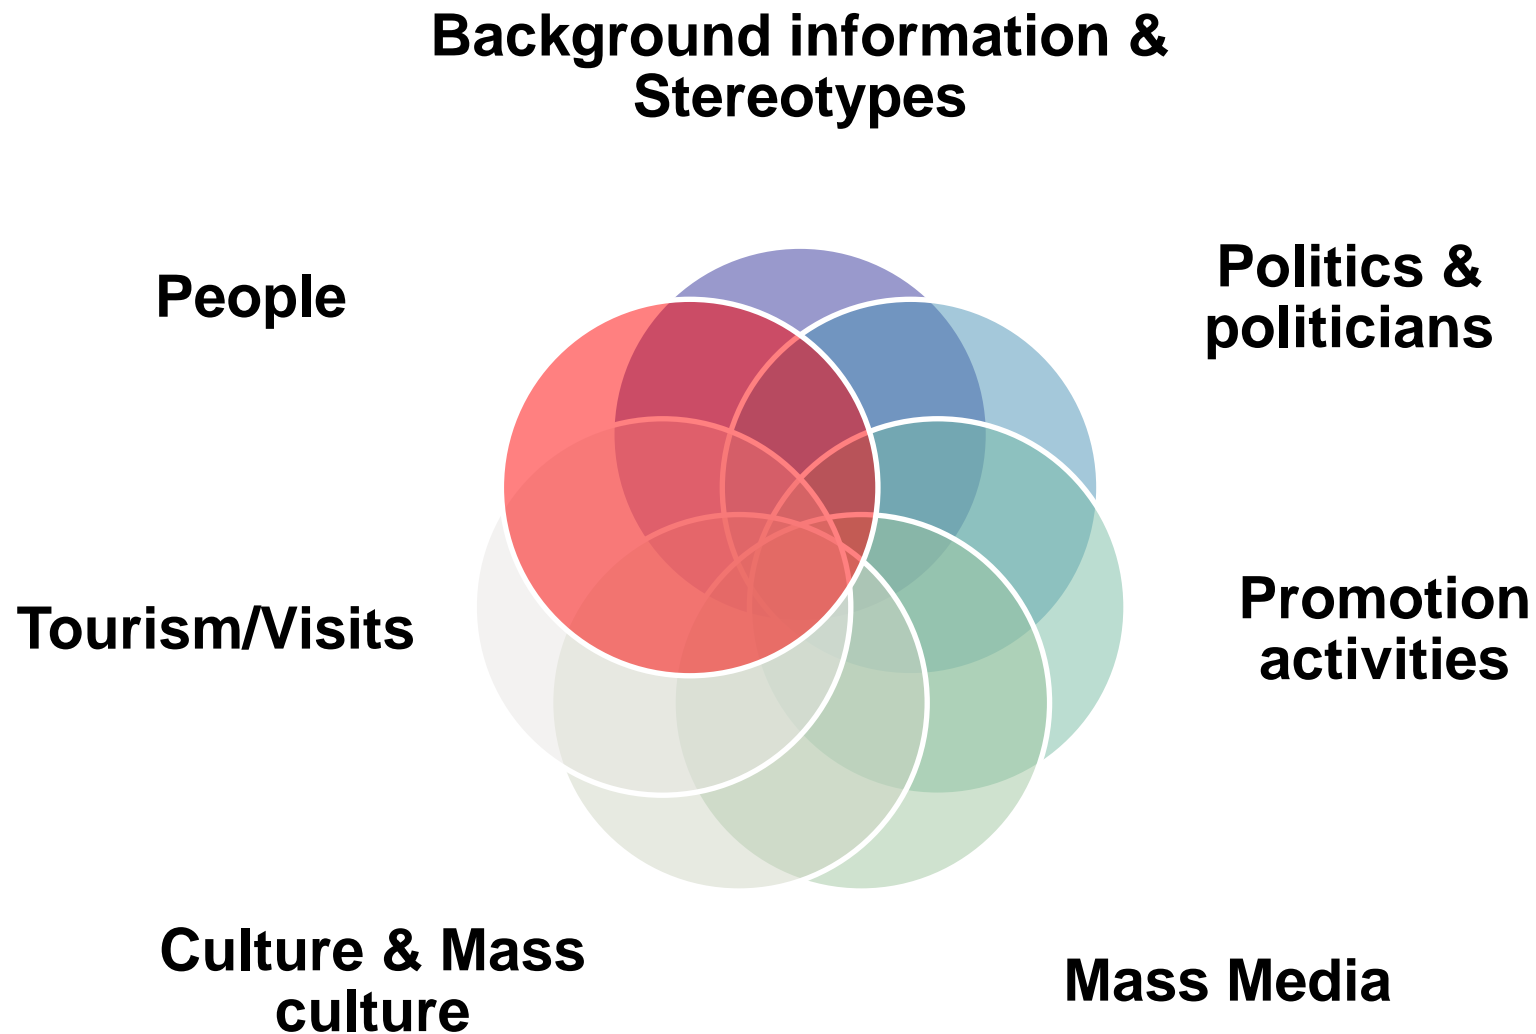 Background information &
Stereotypes
People
Politics &
politicians
Tourism/Visits
Promotion
activities
Culture & Mass
culture
Mass Media